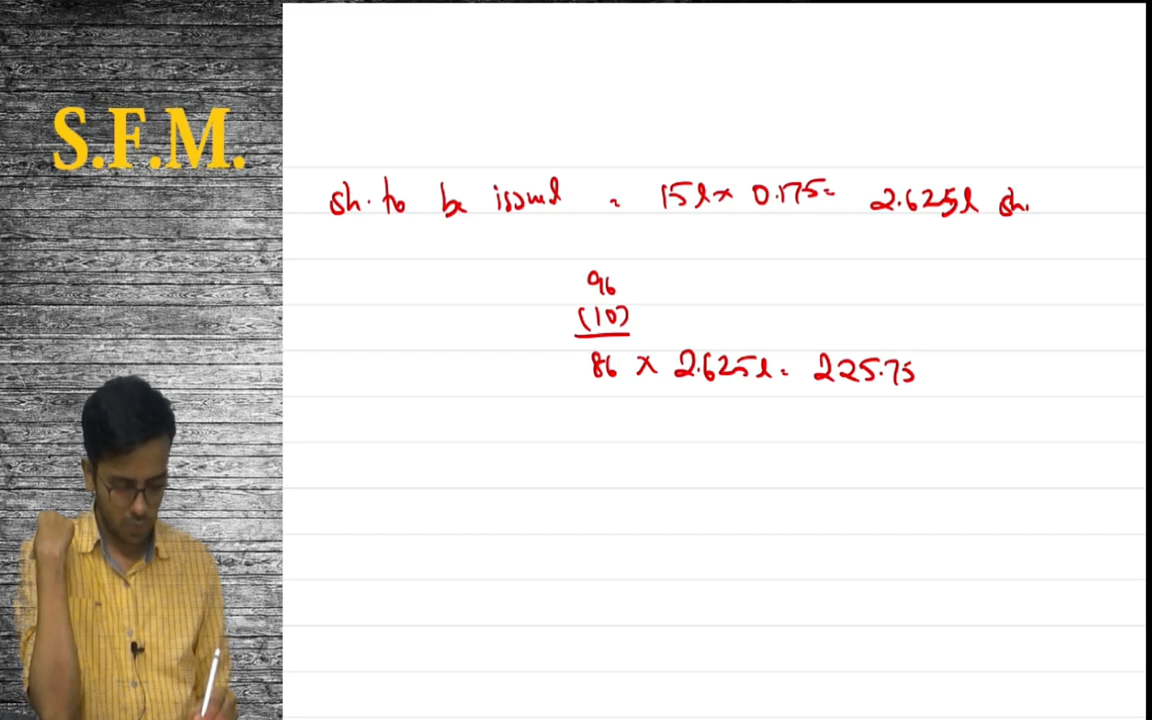 S.F.M.
sh. to be issued = 15l x 0.175 = 2.625l sh.
96
(10)
86 x 2.625l = 225.75